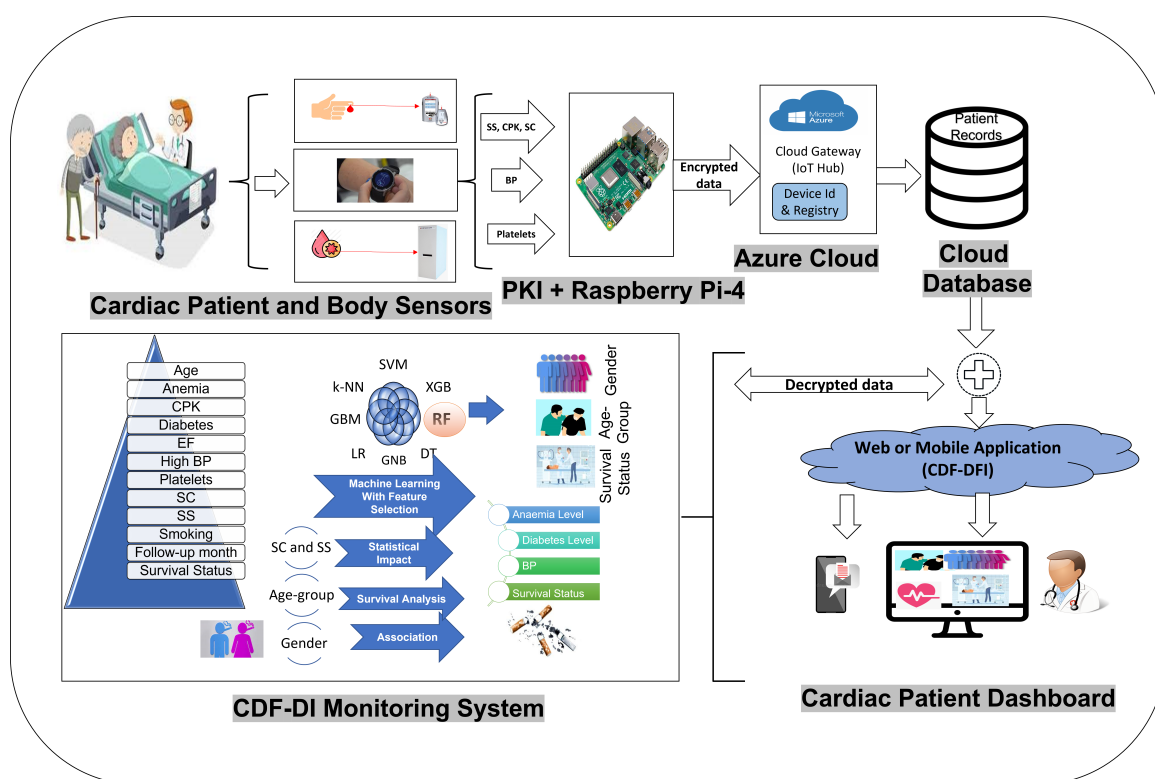 SS, CPK, SC
BP
Platelets
Encrypted
data
Microsoft
Azure
Cloud Gateway
(IoT Hub)
Device Id
& Registry
Patient
Records
Cardiac Patient and Body Sensors
PKI + Raspberry Pi-4
Azure Cloud
Cloud
Database
Age
Anemia
CPK
Diabetes
EF
High BP
Platelets
SC
SS
Smoking
Follow-up month
Survival Status
SVM
k-NN
XGB
GBM
RF
LR
GNB
DT
Gender
Age-
Group
Survival
Status
Machine Learning
With Feature
Selection
SC and SS
Statistical
Impact
Age-group
Survival Analysis
Gender
Association
Anaemia Level
Diabetes Level
BP
Survival Status
CDF-DI Monitoring System
Decrypted data
Web or Mobile Application
(CDF-DFI)
Cardiac Patient Dashboard